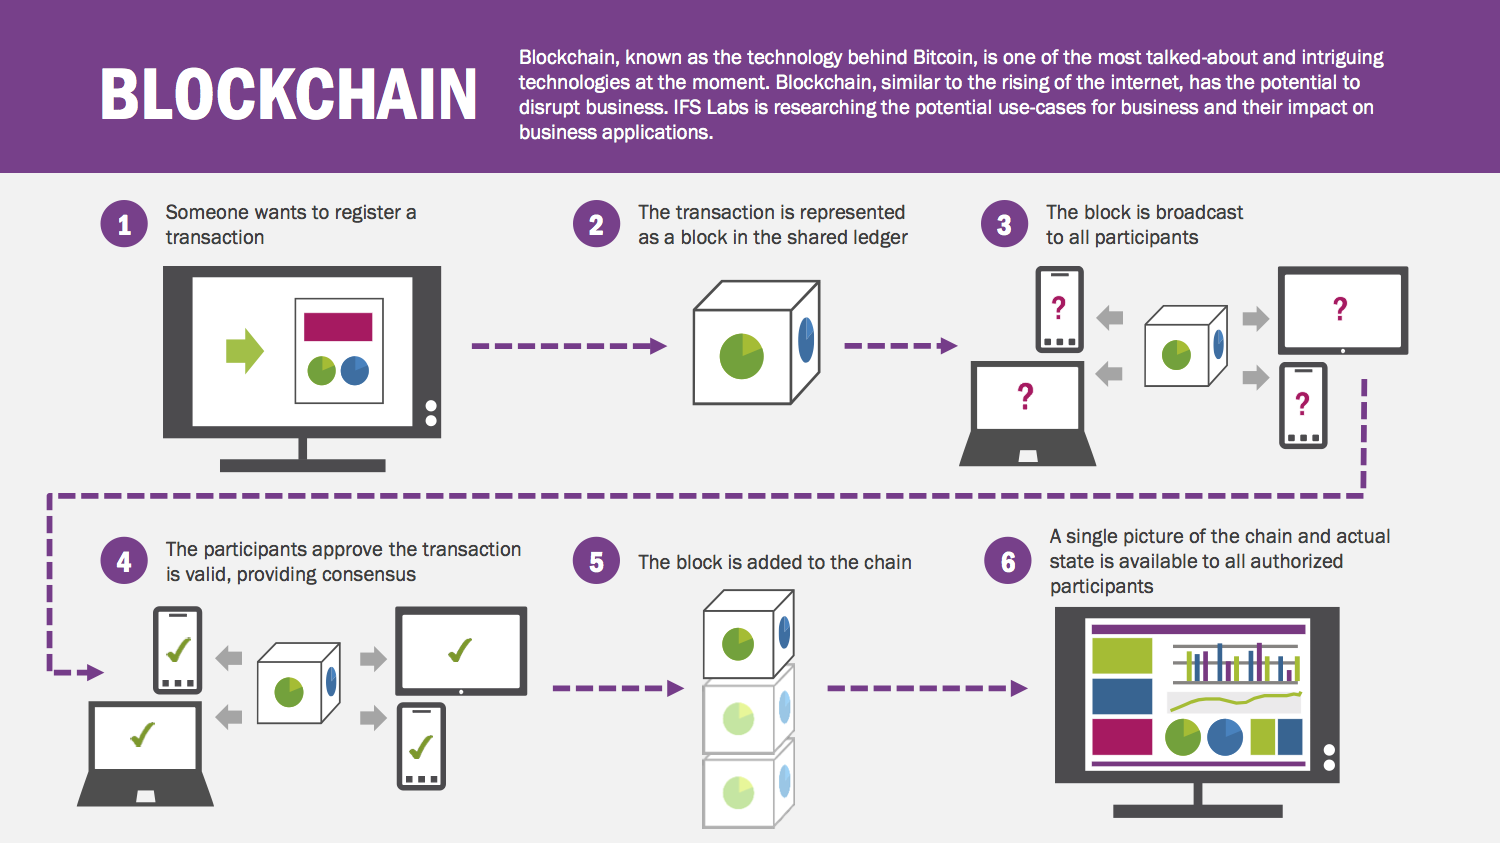 BLOCKCHAIN
Blockchain, known as the technology behind Bitcoin, is one of the most talked-about and intriguing
technologies at the moment. Blockchain, similar to the rising of the internet, has the potential to
disrupt business. IFS Labs is researching the potential use-cases for business and their impact on
business applications.
1
Someone wants to register a
transaction
2
The transaction is represented
as a block in the shared ledger
3
The block is broadcast
to all participants
?
?
?
?
4
The participants approve the transaction
is valid, providing consensus
5
The block is added to the chain
6
A single picture of the chain and actual
state is available to all authorized
participants